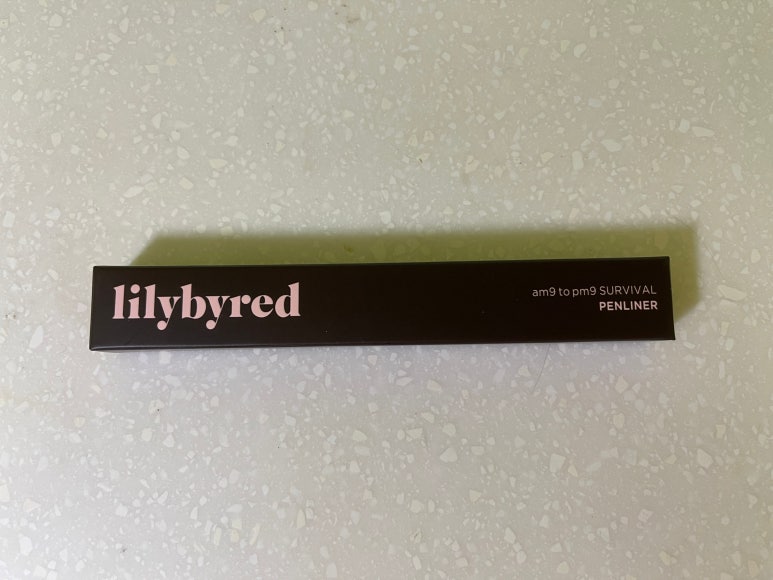 lilybyred
am9 to pm9 SURVIVAL
PENLINER